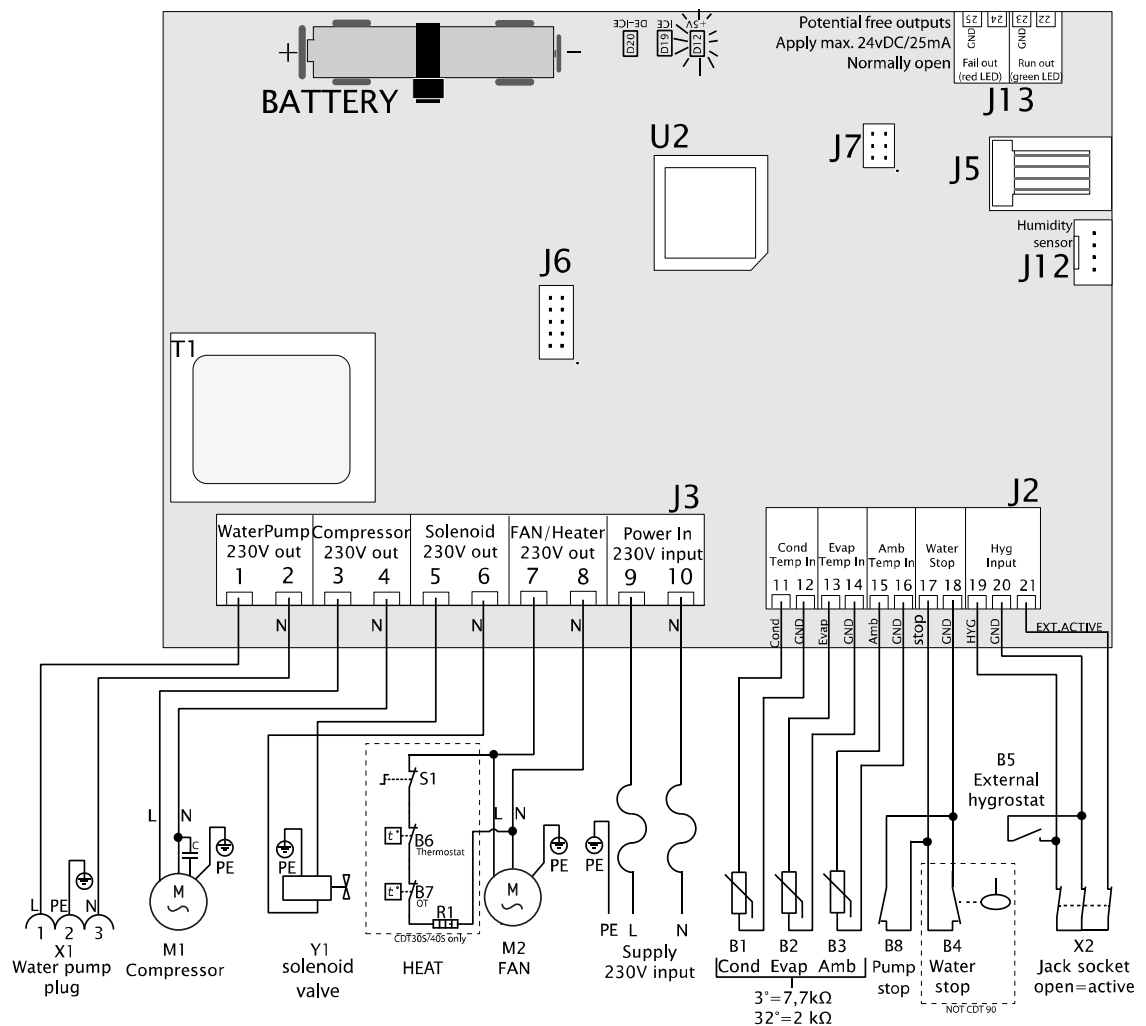 DE-ICE
ICE
+5V
D20
D19
D12
+
-
BATTERY
Potential free outputs
Apply max. 24vDC/25mA
Normally open
25
24
23
22
GND
GND
Fail out
(red LED)
Run out
(green LED)
J13
U2
J7
J5
Humidity
sensor
J12
J6
T1
J3
J2
WaterPump
230V out
Compressor
230V out
Solenoid
230V out
FAN/Heater
230V out
Power In
230V input
1 2 3 4 5 6 7 8 9 10
Cond
Temp In
Evap
Temp In
Amb
Temp In
Water
Stop
Hyg
Input
11 12 13 14 15 16 17 18 19 20 21
N
N
N
N
N
Cond
GND
Evap
GND
Amb
GND
stop
GND
HYG
GND
EXT.ACTIVE
L
PE
N
1 2 3
X1
Water pump
plug
L
N
C
PE
M
M1
Compressor
PE
Y1
solenoid
valve
S1
t°
B6
Thermostat
t°
B7
OT
R1
CDT30S/40S only
HEAT
L
N
PE
M
M2
FAN
PE
PE L N
Supply
230V input
B1
Cond
B2
Evap
B3
Amb
3°=7,7kΩ
32°=2 kΩ
B8
Pump
stop
B4
Water
stop
NOT CDT 90
B5
External
hygrostat
X2
Jack socket
open=active